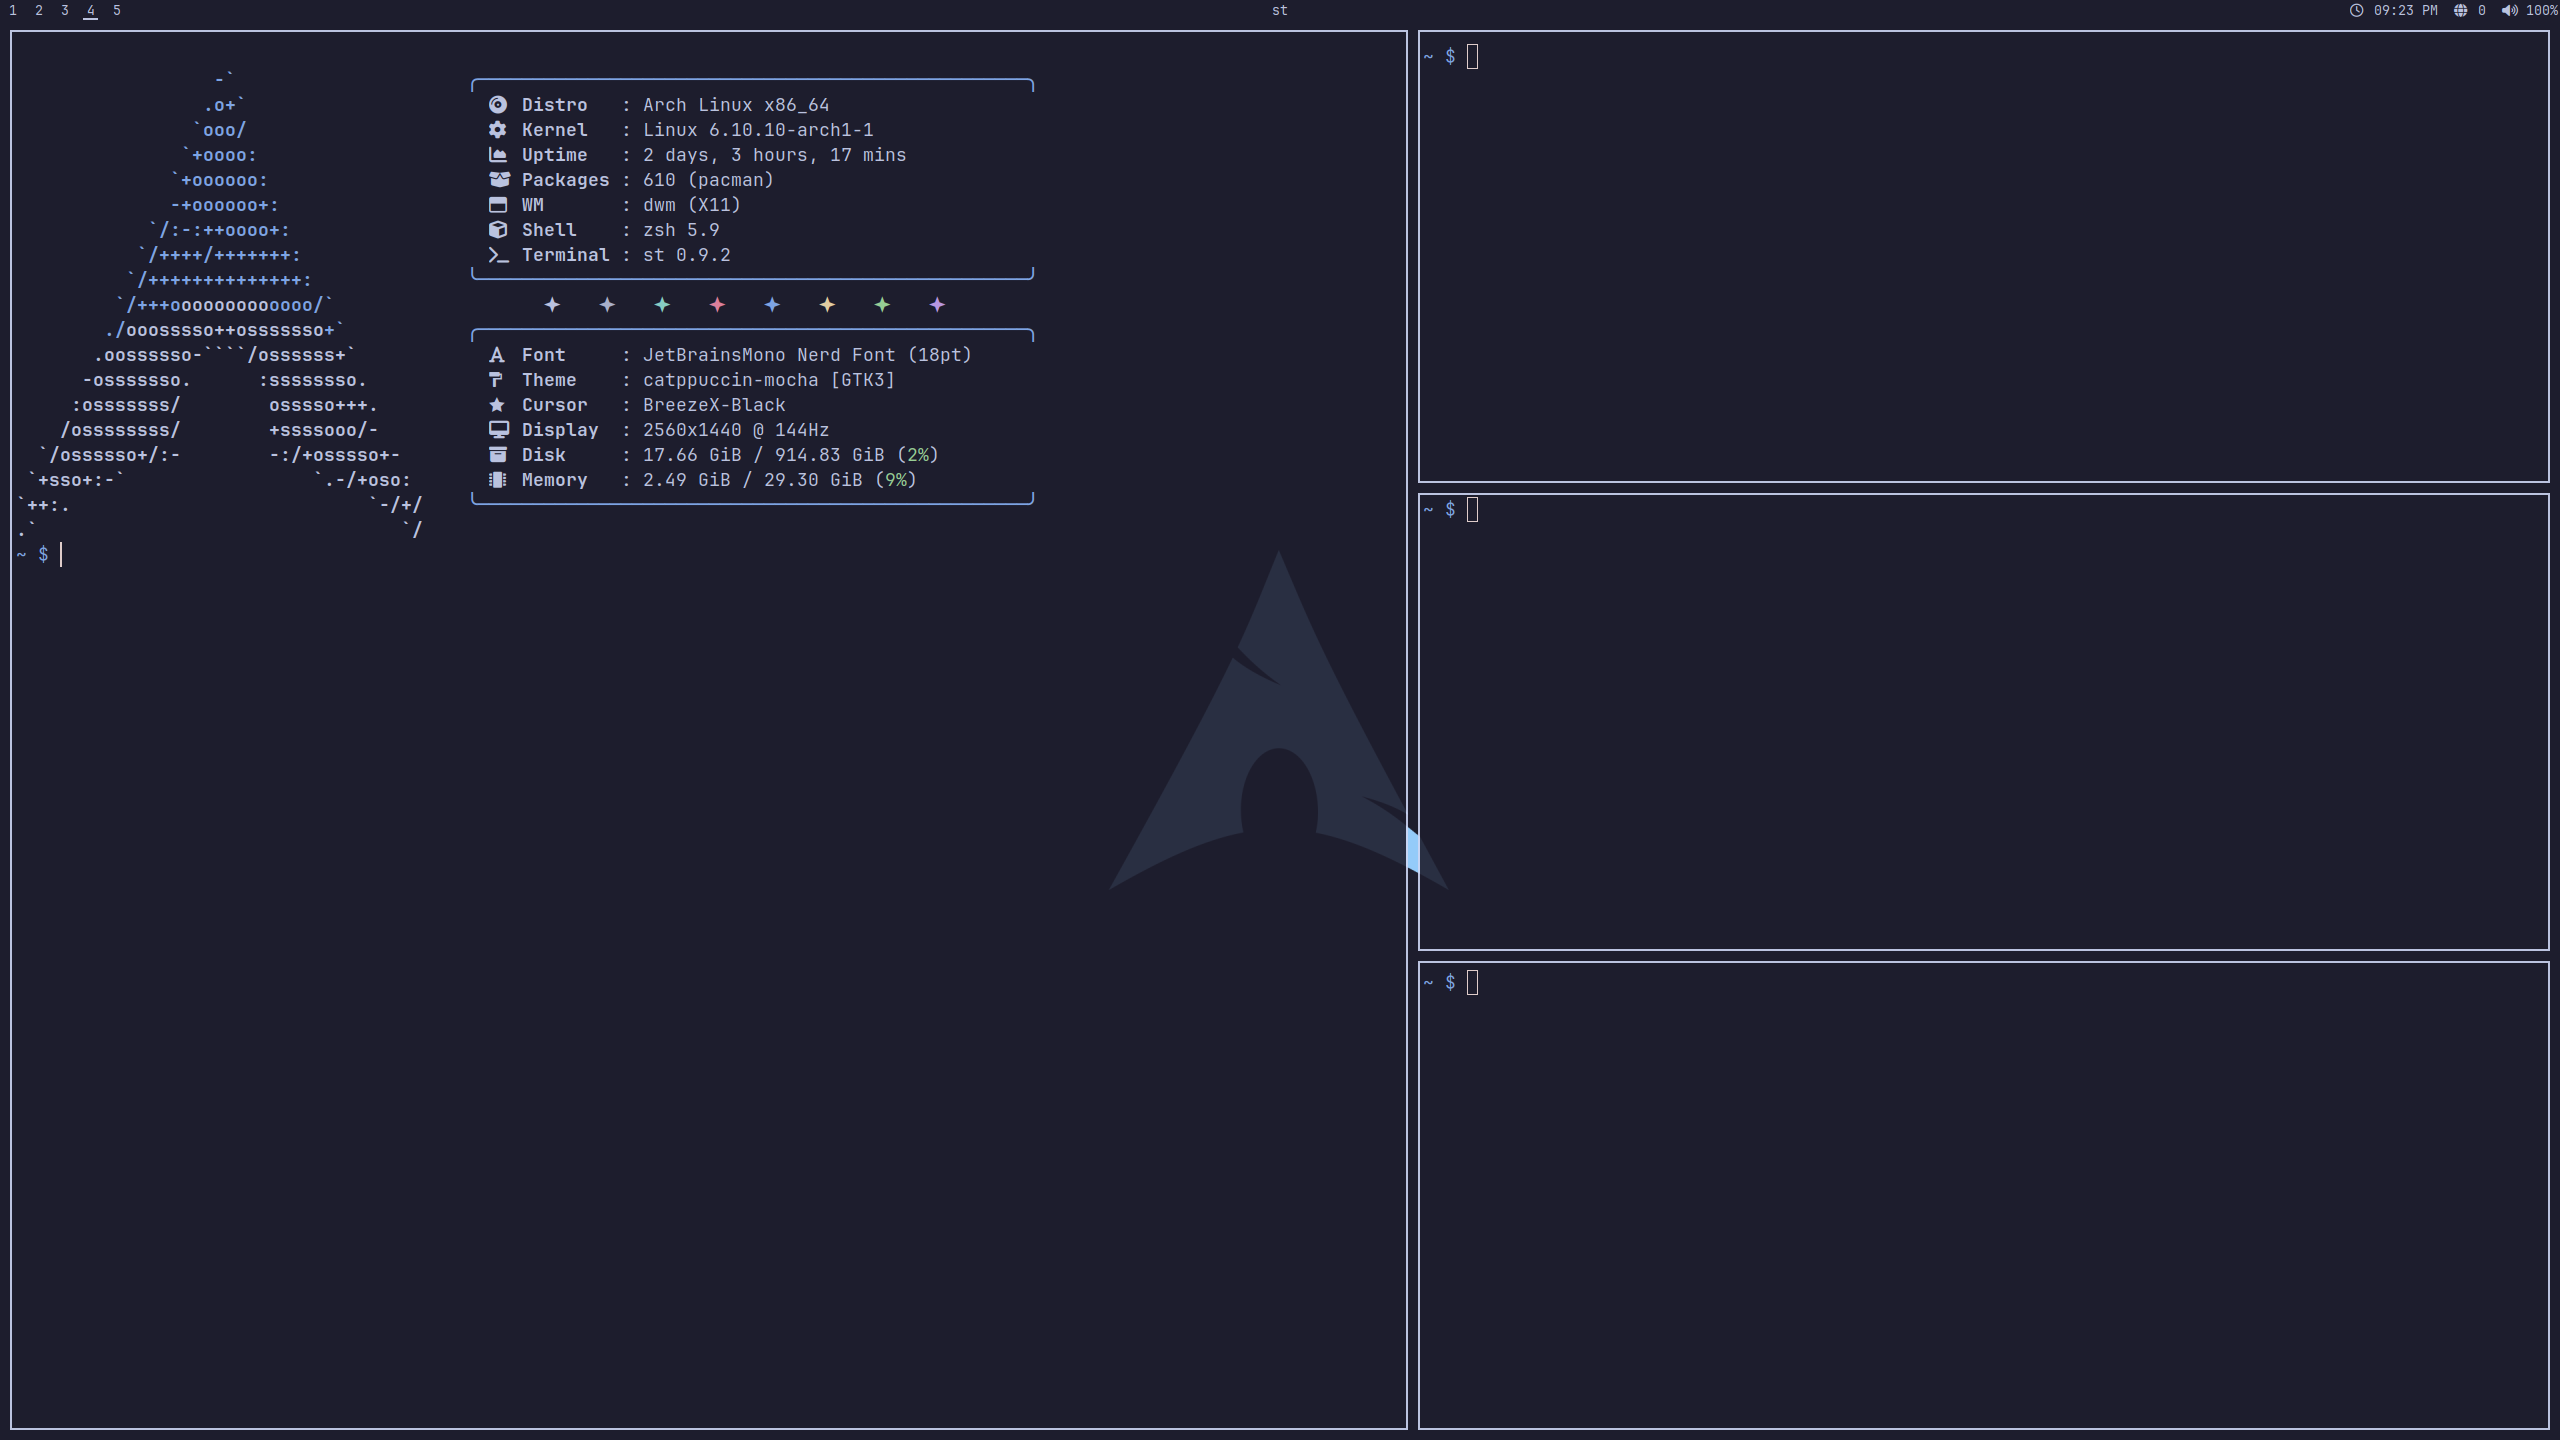 1 2 3 4 5 st 09:23 PM 0 100%
-`
.o+`
`ooo/
`+oooo:
`+oooooo:
-+oooooo+:
`/:-:++oooo+:
`/++++/+++++++:
`/++++++++++++++:
`/+++ooooooooooooo/`
./ooosssso++osssssso+`
.oossssso-````/ossssss+`
-osssssso. :ssssssso.
:osssssss/ osssso+++.
/ossssssss/ +ssssooo/-
`/ossssso+/:- -:/+osssso+-
`+sso+:-` `.-/+oso:
`++:. `-/+/
.` `/
Distro : Arch Linux x86_64
Kernel : Linux 6.10.10-arch1-1
Uptime : 2 days, 3 hours, 17 mins
Packages : 610 (pacman)
WM : dwm (X11)
Shell : zsh 5.9
Terminal : st 0.9.2
Font : JetBrainsMono Nerd Font (18pt)
Theme : catppuccin-mocha [GTK3]
Cursor : BreezeX-Black
Display : 2560x1440 @ 144Hz
Disk : 17.66 GiB / 914.83 GiB (2%)
Memory : 2.49 GiB / 29.30 GiB (9%)
~ $
~ $
~ $
~ $